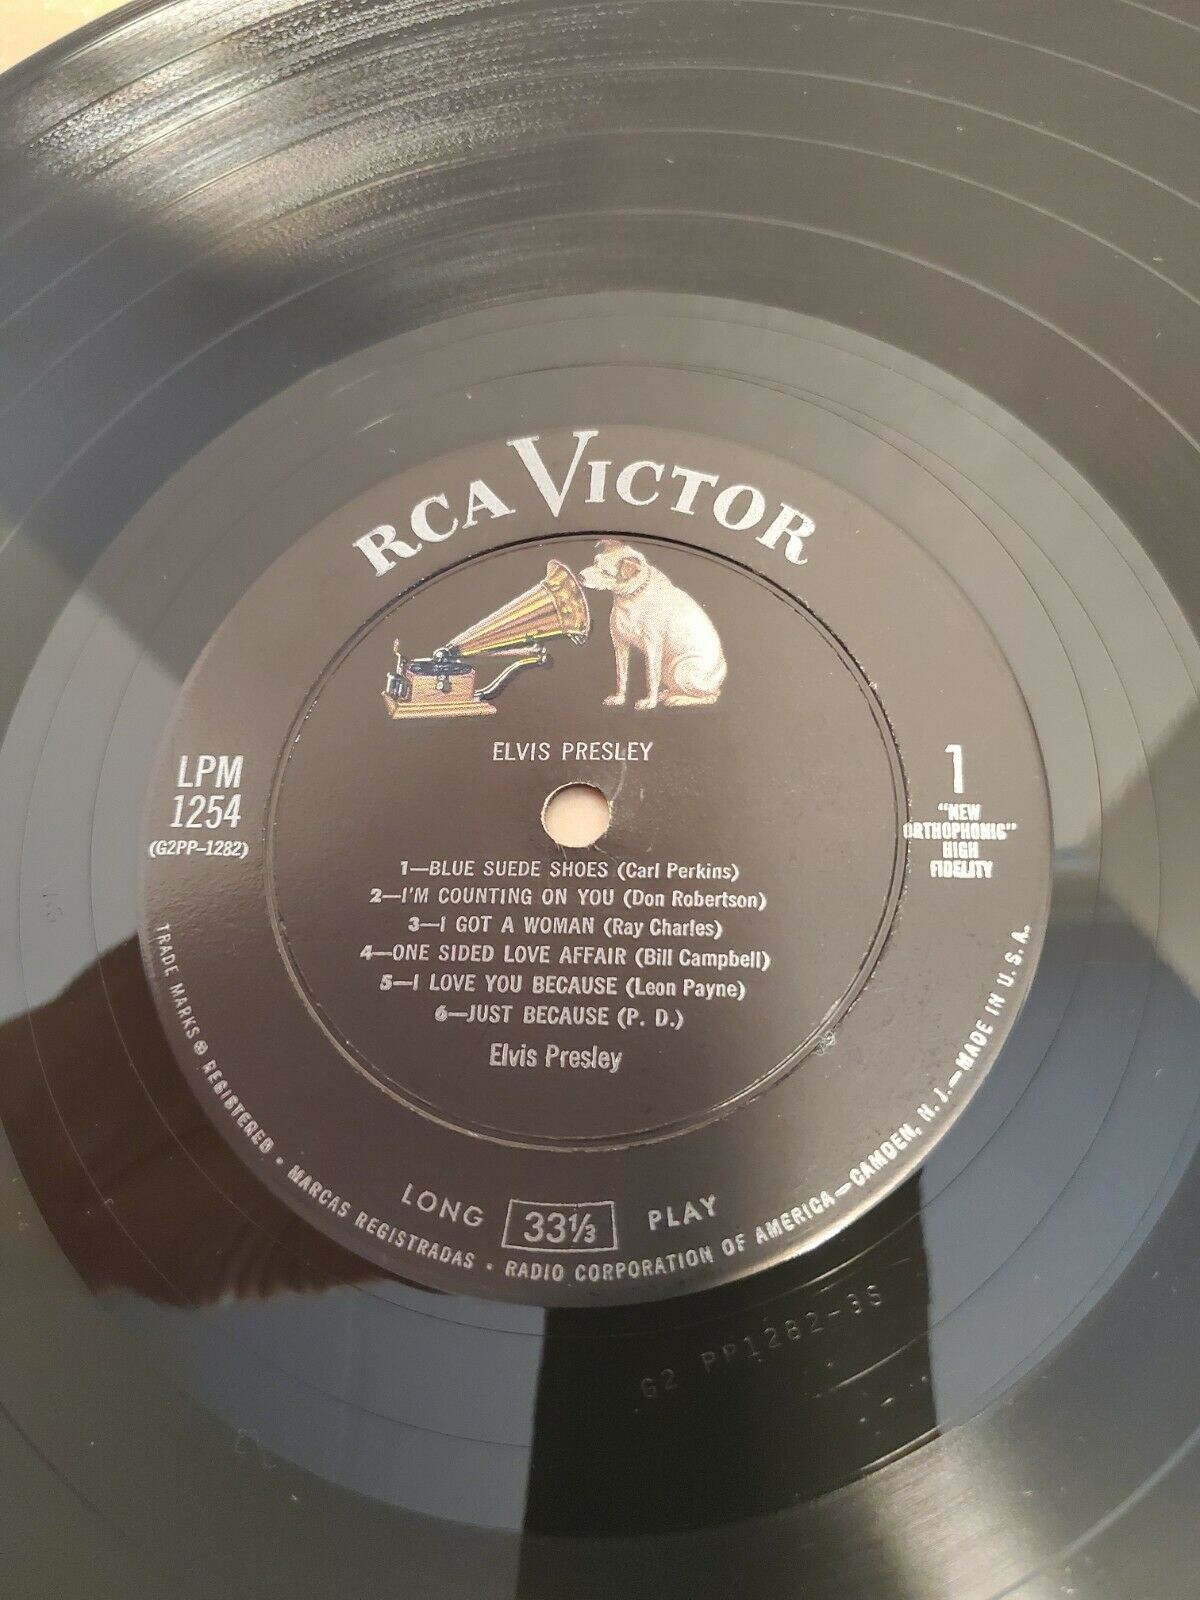 RCA VICTOR
ELVIS PRESLEY
LPM
1254
(G2PP-1282)
1
"NEW
ORTHOPHONIC"
HIGH
FIDELITY
1—BLUE SUEDE SHOES (Carl Perkins)
2—I'M COUNTING ON YOU (Don Robertson)
3—I GOT A WOMAN (Ray Charles)
4—ONE SIDED LOVE AFFAIR (Bill Campbell)
5—I LOVE YOU BECAUSE (Leon Payne)
6—JUST BECAUSE (P. D.)
Elvis Presley
LONG 33⅓ PLAY
TRADE MARKS ® REGISTERED • MARCAS REGISTRADAS • RADIO CORPORATION OF AMERICA—CAMDEN, N. J.—MADE IN U. S. A.
G2 PP1282-3S